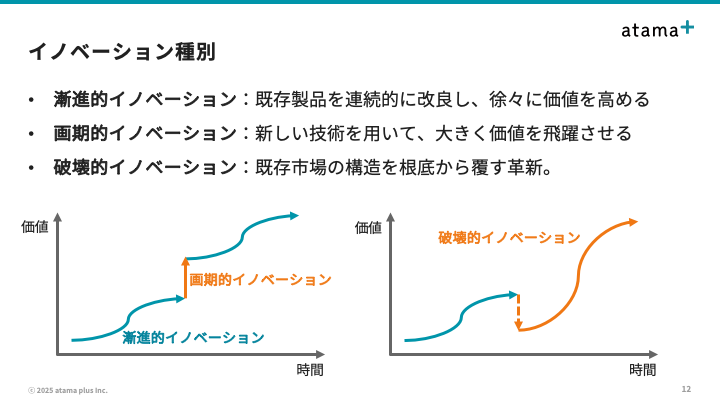 atama+
イノベーション種別
• 漸進的イノベーション：既存製品を連続的に改良し、徐々に価値を高める
• 画期的イノベーション：新しい技術を用いて、大きく価値を飛躍させる
• 破壊的イノベーション：既存市場の構造を根底から覆す革新。
価値
画期的イノベーション
漸進的イノベーション
時間
価値
破壊的イノベーション
時間
ⓒ 2025 atama plus Inc.
12